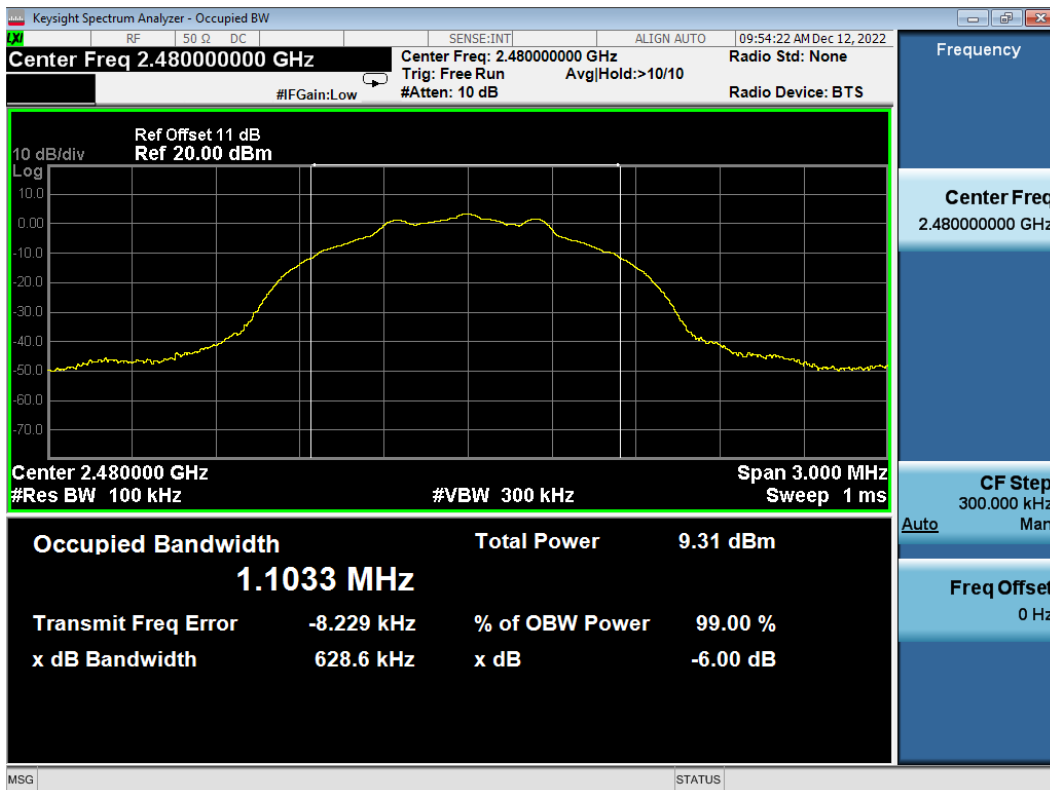 Keysight Spectrum Analyzer - Occupied BW
LXI RF 50 Ω DC SENSE:INT ALIGN AUTO 09:54:22 AM Dec 12, 2022
Center Freq 2.480000000 GHz
Center Freq: 2.480000000 GHz
Radio Std: None
Trig: Free Run Avg|Hold:>10/10
#IFGain:Low
#Atten: 10 dB
Radio Device: BTS
Ref Offset 11 dB
10 dB/div Ref 20.00 dBm
Log
10.0
0.00
-10.0
-20.0
-30.0
-40.0
-50.0
-60.0
-70.0
Center 2.480000 GHz Span 3.000 MHz
#Res BW 100 kHz #VBW 300 kHz Sweep 1 ms
Occupied Bandwidth Total Power 9.31 dBm
1.1033 MHz
Transmit Freq Error -8.229 kHz % of OBW Power 99.00 %
x dB Bandwidth 628.6 kHz x dB -6.00 dB
Frequency
Center Freq
2.480000000 GHz
CF Step
300.000 kHz
Auto Man
Freq Offset
0 Hz
MSG STATUS